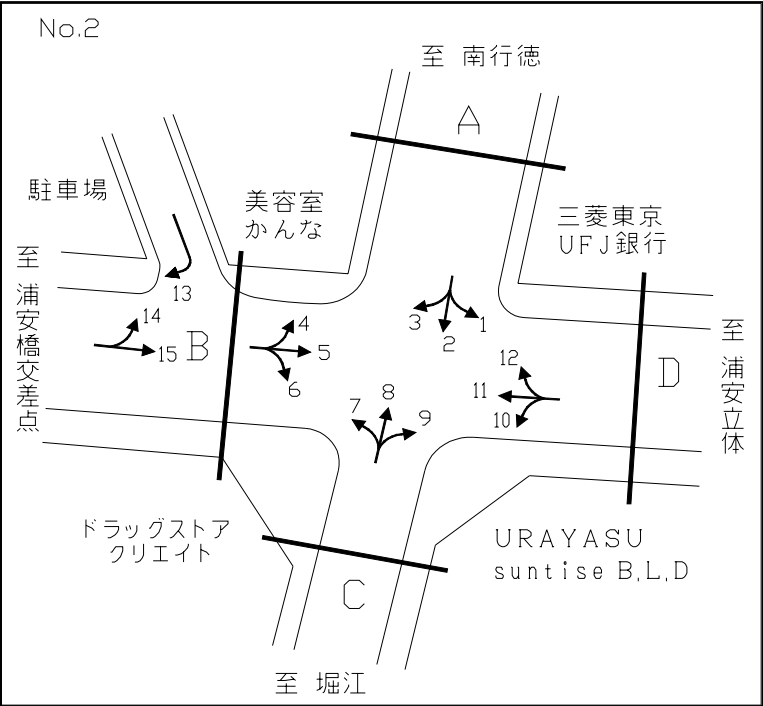 No.2
至 南行徳
A
駐車場
美容室
かんな
三菱東京
UFJ銀行
至 浦安橋交差点
13
14
15
B
4
5
6
3
2
1
12
11
10
D
至 浦安立体
7
8
9
ドラッグストア
クリエイト
C
URAYASU
suntise B,L,D
至 堀江